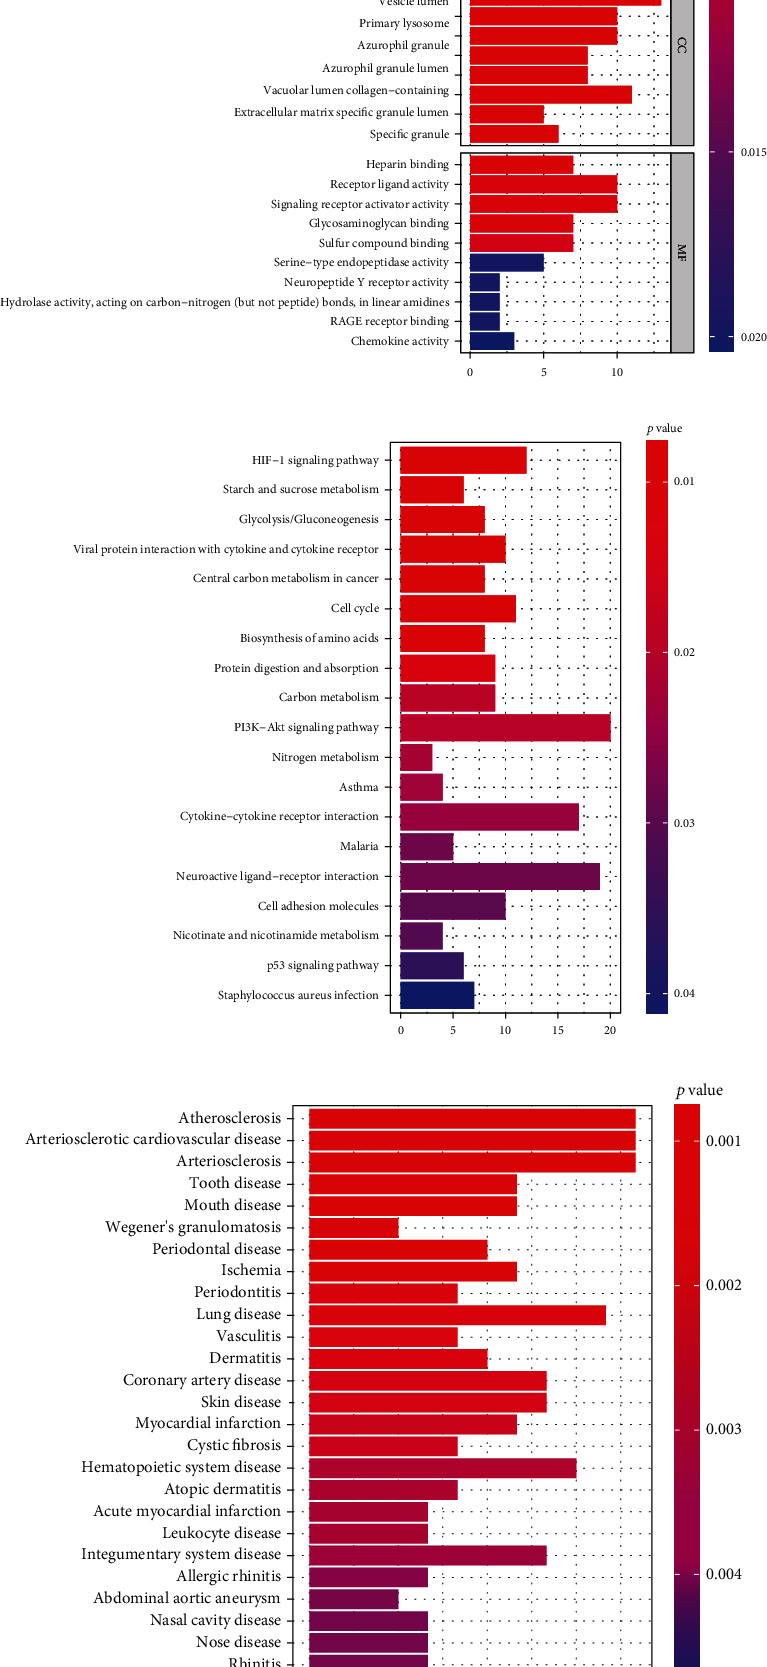 Vesicle lumen
Primary lysosome
Azurophil granule
Azurophil granule lumen
Vacuolar lumen collagen−containing
Extracellular matrix specific granule lumen
Specific granule
CC
0.015
Heparin binding
Receptor ligand activity
Signaling receptor activator activity
Glycosaminoglycan binding
Sulfur compound binding
Serine−type endopeptidase activity
Neuropeptide Y receptor activity
Hydrolase activity, acting on carbon−nitrogen (but not peptide) bonds, in linear amidines
RAGE receptor binding
Chemokine activity
MF
0.020
0 5 10
p value
HIF−1 signaling pathway
Starch and sucrose metabolism
Glycolysis/Gluconeogenesis
Viral protein interaction with cytokine and cytokine receptor
Central carbon metabolism in cancer
Cell cycle
Biosynthesis of amino acids
Protein digestion and absorption
Carbon metabolism
PI3K−Akt signaling pathway
Nitrogen metabolism
Asthma
Cytokine−cytokine receptor interaction
Malaria
Neuroactive ligand−receptor interaction
Cell adhesion molecules
Nicotinate and nicotinamide metabolism
p53 signaling pathway
Staphylococcus aureus infection
0.01
0.02
0.03
0.04
0 5 10 15 20
p value
Atherosclerosis
Arteriosclerotic cardiovascular disease
Arteriosclerosis
Tooth disease
Mouth disease
Wegener's granulomatosis
Periodontal disease
Ischemia
Periodontitis
Lung disease
Vasculitis
Dermatitis
Coronary artery disease
Skin disease
Myocardial infarction
Cystic fibrosis
Hematopoietic system disease
Atopic dermatitis
Acute myocardial infarction
Leukocyte disease
Integumentary system disease
Allergic rhinitis
Abdominal aortic aneurysm
Nasal cavity disease
Nose disease
Rhinitis
0.001
0.002
0.003
0.004